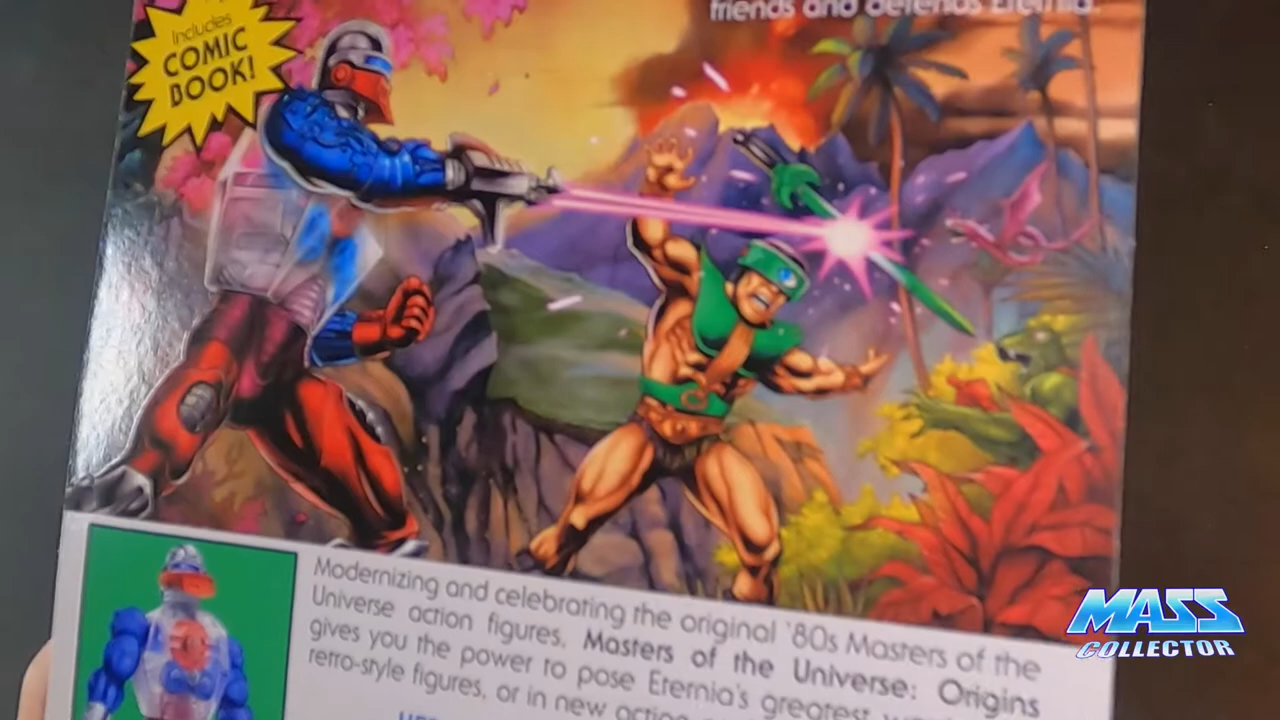 friends and defends Eternia.
Includes
COMIC
BOOK!
Modernizing and celebrating the original '80s Masters of the
Universe action figures, Masters of the Universe: Origins
gives you the power to pose Eternia's greatest
retro-style figures, or in new action
MASS
COLLECTOR